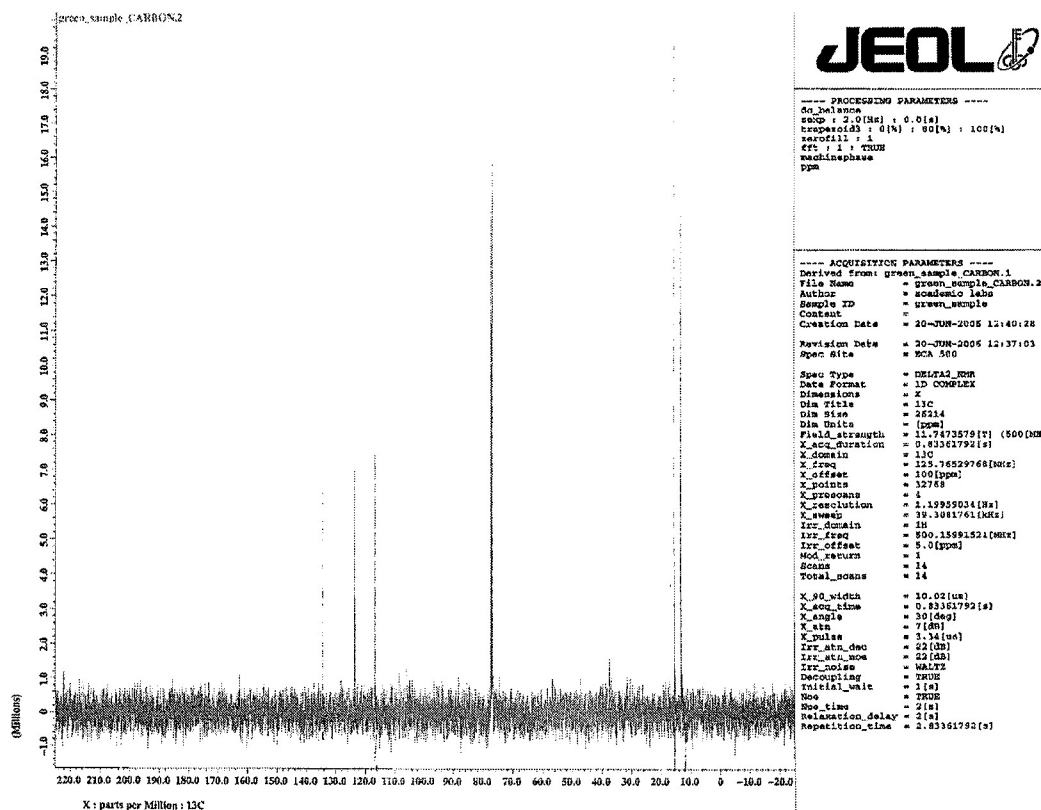 green_sample_CARBON.2
JEOL
---- PROCESSING PARAMETERS ----
dc_balance
sexp : 2.0[Hz] : 0.0[s]
trapezoid3 : 0[%] : 80[%] : 100[%]
zerofill : 1
fft : 1 : TRUE
machinephase
ppm
---- ACQUISITION PARAMETERS ----
Derived from: green_sample_CARBON.1
File Name = green_sample_CARBON.2
Author = academic labs
Sample ID = green_sample
Content =
Creation Date = 20-JUN-2006 12:40:28
Revision Date = 20-JUN-2006 12:37:03
Spec Site = ECA 500
Spec Type = DELTA2_NMR
Data Format = 1D COMPLEX
Dimensions = X
Dim Title = 13C
Dim Size = 26214
Dim Units = [ppm]
Field_strength = 11.7473579[T] (500[MH
X_acq_duration = 0.83361792[s]
X_domain = 13C
X_freq = 125.76529768[MHz]
X_offset = 100[ppm]
X_points = 32768
X_prescans = 4
X_resolution = 1.19959034[Hz]
X_sweep = 39.3081761[kHz]
Irr_domain = 1H
Irr_freq = 500.15991521[MHz]
Irr_offset = 5.0[ppm]
Mod_return = 1
Scans = 14
Total_scans = 14
X_90_width = 10.02[us]
X_acq_time = 0.83361792[s]
X_angle = 30[deg]
X_atn = 7[dB]
X_pulse = 3.34[us]
Irr_atn_dec = 22[dB]
Irr_atn_noe = 22[dB]
Irr_noise = WALTZ
Decoupling = TRUE
Initial_wait = 1[s]
Noe = TRUE
Noe_time = 2[s]
Relaxation_delay = 2[s]
Repetition_time = 2.83361792[s]
19.0
18.0
17.0
16.0
15.0
14.0
13.0
12.0
11.0
10.0
9.0
8.0
7.0
6.0
5.0
4.0
3.0
2.0
1.0
0
-1.0
(Millions)
220.0 210.0 200.0 190.0 180.0 170.0 160.0 150.0 140.0 130.0 120.0 110.0 100.0 90.0 80.0 70.0 60.0 50.0 40.0 30.0 20.0 10.0 0 -10.0 -20.0
X : parts per Million : 13C